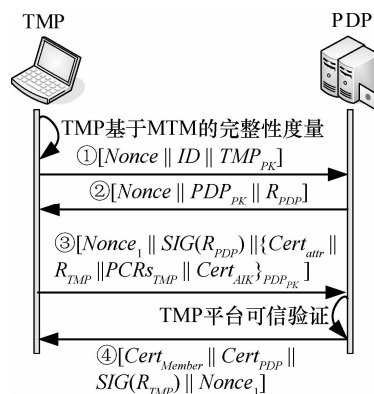 TMP PDP
TMP基于MTM的完整性度量
①[Nonce || ID || TMP_PK]
②[Nonce || PDP_PK || R_PDP]
③[Nonce_1 || SIG(R_PDP) || {Cert_attr ||
R_TMP || PCRs_TMP || Cert_AIK}_PDP_PK]
TMP平台可信验证
④[Cert_Member || Cert_PDP ||
SIG(R_TMP) || Nonce_1]